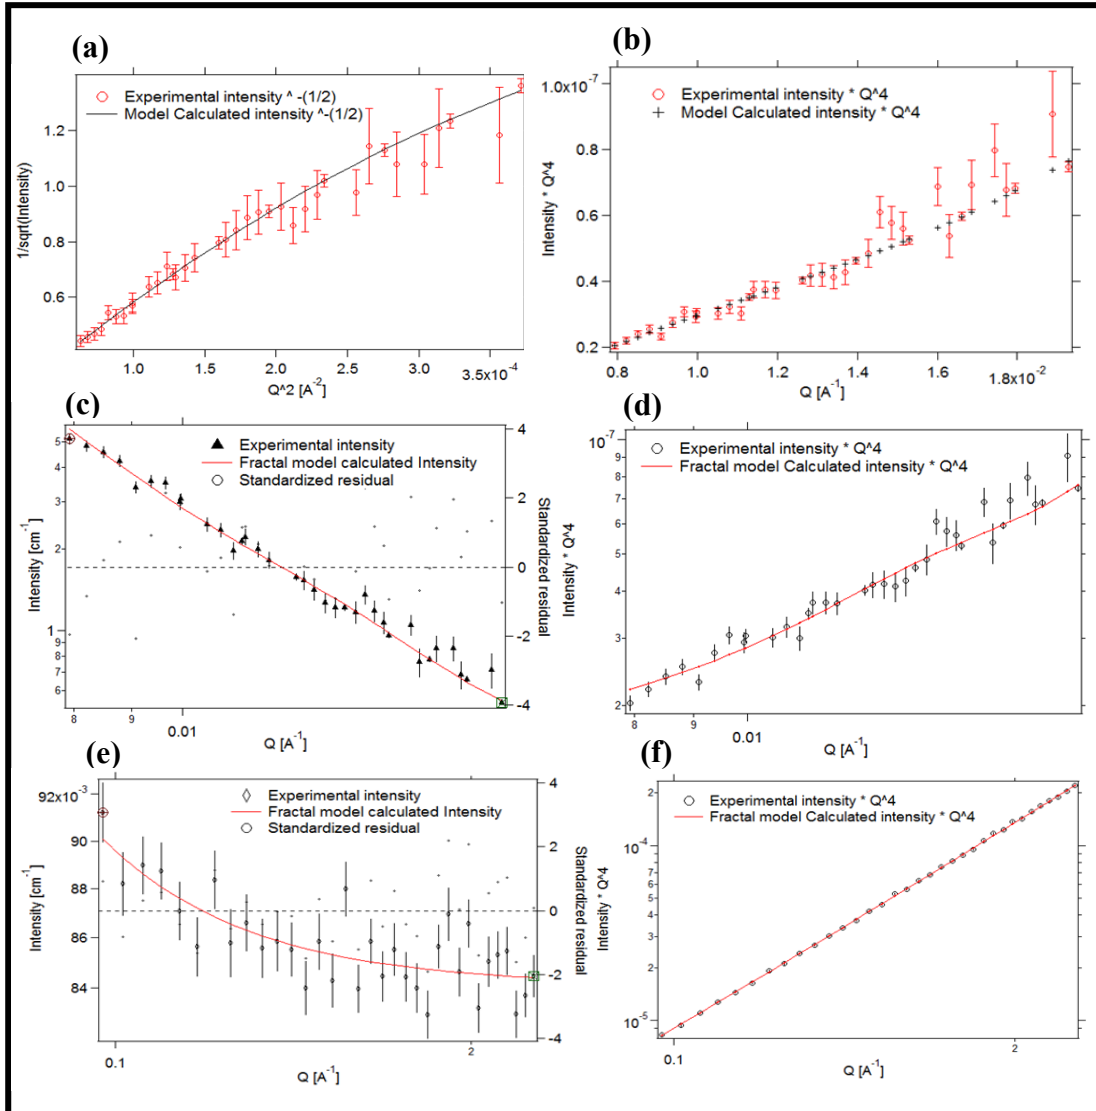 (a)
Experimental intensity ^ -(1/2)
Model Calculated intensity ^-(1/2)
1/sqrt(Intensity)
1.2
1.0
0.8
0.6
1.0
1.5
2.0
2.5
3.0
3.5x10⁻⁴
Q^2 [A⁻²]
(b)
1.0x10⁻⁷
Experimental intensity * Q^4
Model Calculated intensity * Q^4
Intensity * Q^4
0.8
0.6
0.4
0.2
0.8
1.0
1.2
1.4
1.6
1.8x10⁻²
Q [A⁻¹]
(c)
Experimental intensity
Fractal model calculated Intensity
Standardized residual
Intensity [cm⁻¹]
5
4
3
2
1
9
8
7
6
4
2
0
-2
-4
Standardized residual
8
9
0.01
Q [A⁻¹]
(d)
10⁻⁷
Experimental intensity * Q^4
Fractal model Calculated intensity * Q^4
Intensity * Q^4
9
8
7
6
5
4
3
2
8
9
0.01
Q [A⁻¹]
(e)
92x10⁻³
Experimental intensity
Fractal model calculated Intensity
Standardized residual
Intensity [cm⁻¹]
90
88
86
84
4
2
0
-2
-4
Standardized residual
0.1
2
Q [A⁻¹]
(f)
2
Experimental intensity * Q^4
Fractal model Calculated intensity * Q^4
Intensity * Q^4
10⁻⁴
8
6
4
2
10⁻⁵
0.1
2
Q [A⁻¹]